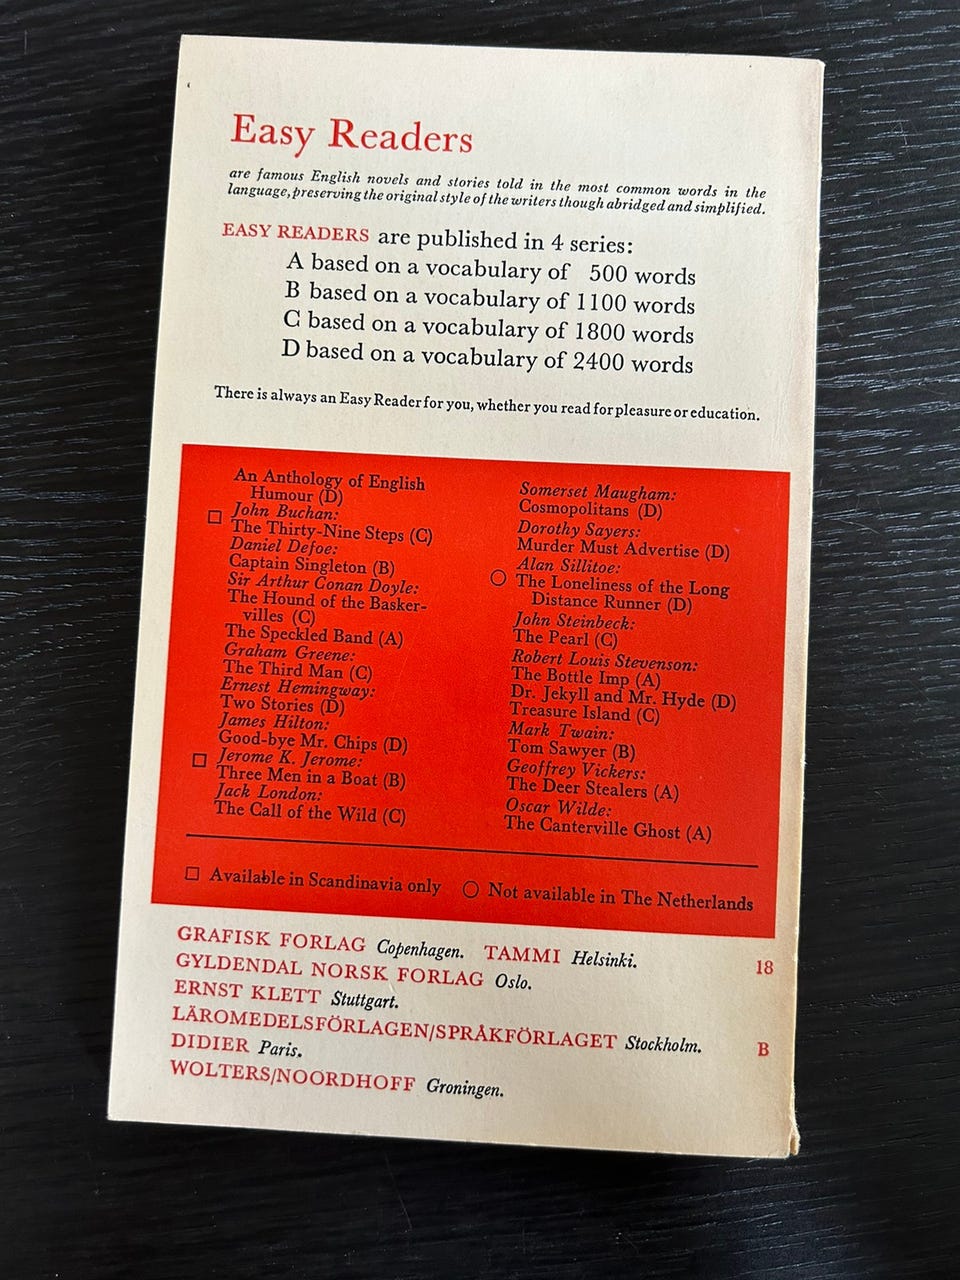 Easy Readers
are famous English novels and stories told in the most common words in the
language, preserving the original style of the writers though abridged and simplified.
EASY READERS are published in 4 series:
A based on a vocabulary of 500 words
B based on a vocabulary of 1100 words
C based on a vocabulary of 1800 words
D based on a vocabulary of 2400 words
There is always an Easy Reader for you, whether you read for pleasure or education.
An Anthology of English
Humour (D)
□ John Buchan:
The Thirty-Nine Steps (C)
Daniel Defoe:
Captain Singleton (B)
Sir Arthur Conan Doyle:
The Hound of the Basker-
villes (C)
The Speckled Band (A)
Graham Greene:
The Third Man (C)
Ernest Hemingway:
Two Stories (D)
James Hilton:
Good-bye Mr. Chips (D)
□ Jerome K. Jerome:
Three Men in a Boat (B)
Jack London:
The Call of the Wild (C)
Somerset Maugham:
Cosmopolitans (D)
Dorothy Sayers:
Murder Must Advertise (D)
Alan Sillitoe:
○ The Loneliness of the Long
Distance Runner (D)
John Steinbeck:
The Pearl (C)
Robert Louis Stevenson:
The Bottle Imp (A)
Dr. Jekyll and Mr. Hyde (D)
Treasure Island (C)
Mark Twain:
Tom Sawyer (B)
Geoffrey Vickers:
The Deer Stealers (A)
Oscar Wilde:
The Canterville Ghost (A)
□ Available in Scandinavia only ○ Not available in The Netherlands
GRAFISK FORLAG Copenhagen. TAMMI Helsinki.
18
GYLDENDAL NORSK FORLAG Oslo.
ERNST KLETT Stuttgart.
LÄROMEDELSFÖRLAGEN/SPRÅKFÖRLAGET Stockholm.
B
DIDIER Paris.
WOLTERS/NOORDHOFF Groningen.